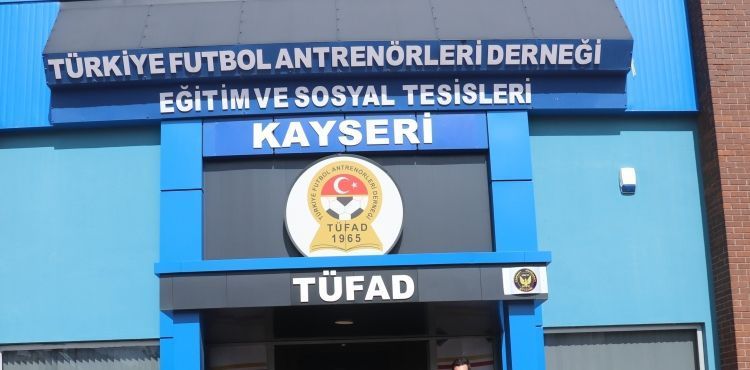 TÜRKİYE FUTBOL ANTRENÖRLERİ DERNEĞİ
EĞİTİM VE SOSYAL TESİSLERİ
KAYSERİ
TÜRKİYE FUTBOL ANTRENÖRLERİ DERNEĞİ
TÜFAD
1965
TÜFAD